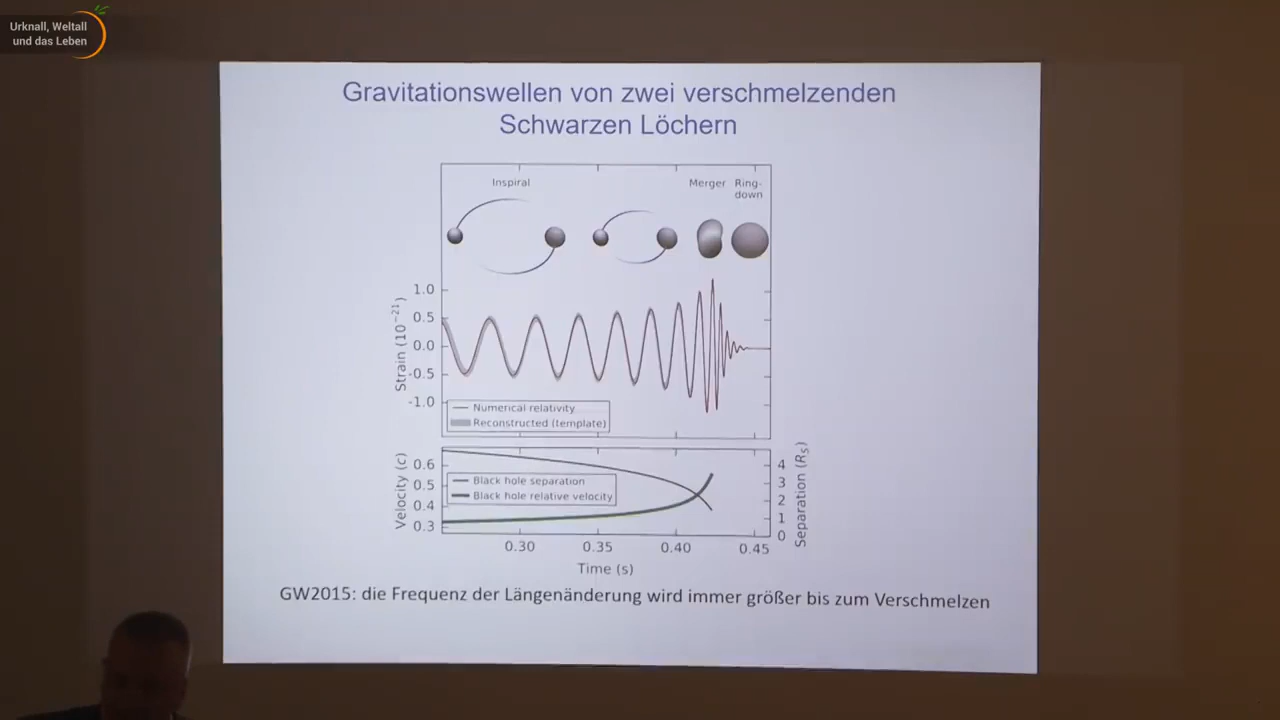 Urknall, Weltall
und das Leben
Gravitationswellen von zwei verschmelzenden
Schwarzen Löchern
Inspiral
Merger
Ring-
down
1.0
0.5
0.0
-0.5
-1.0
Strain (10⁻²¹)
Numerical relativity
Reconstructed (template)
0.6
0.5
0.4
0.3
Velocity (c)
Black hole separation
Black hole relative velocity
4
3
2
1
0
Separation (R_S)
0.30 0.35 0.40 0.45
Time (s)
GW2015: die Frequenz der Längenänderung wird immer größer bis zum Verschmelzen